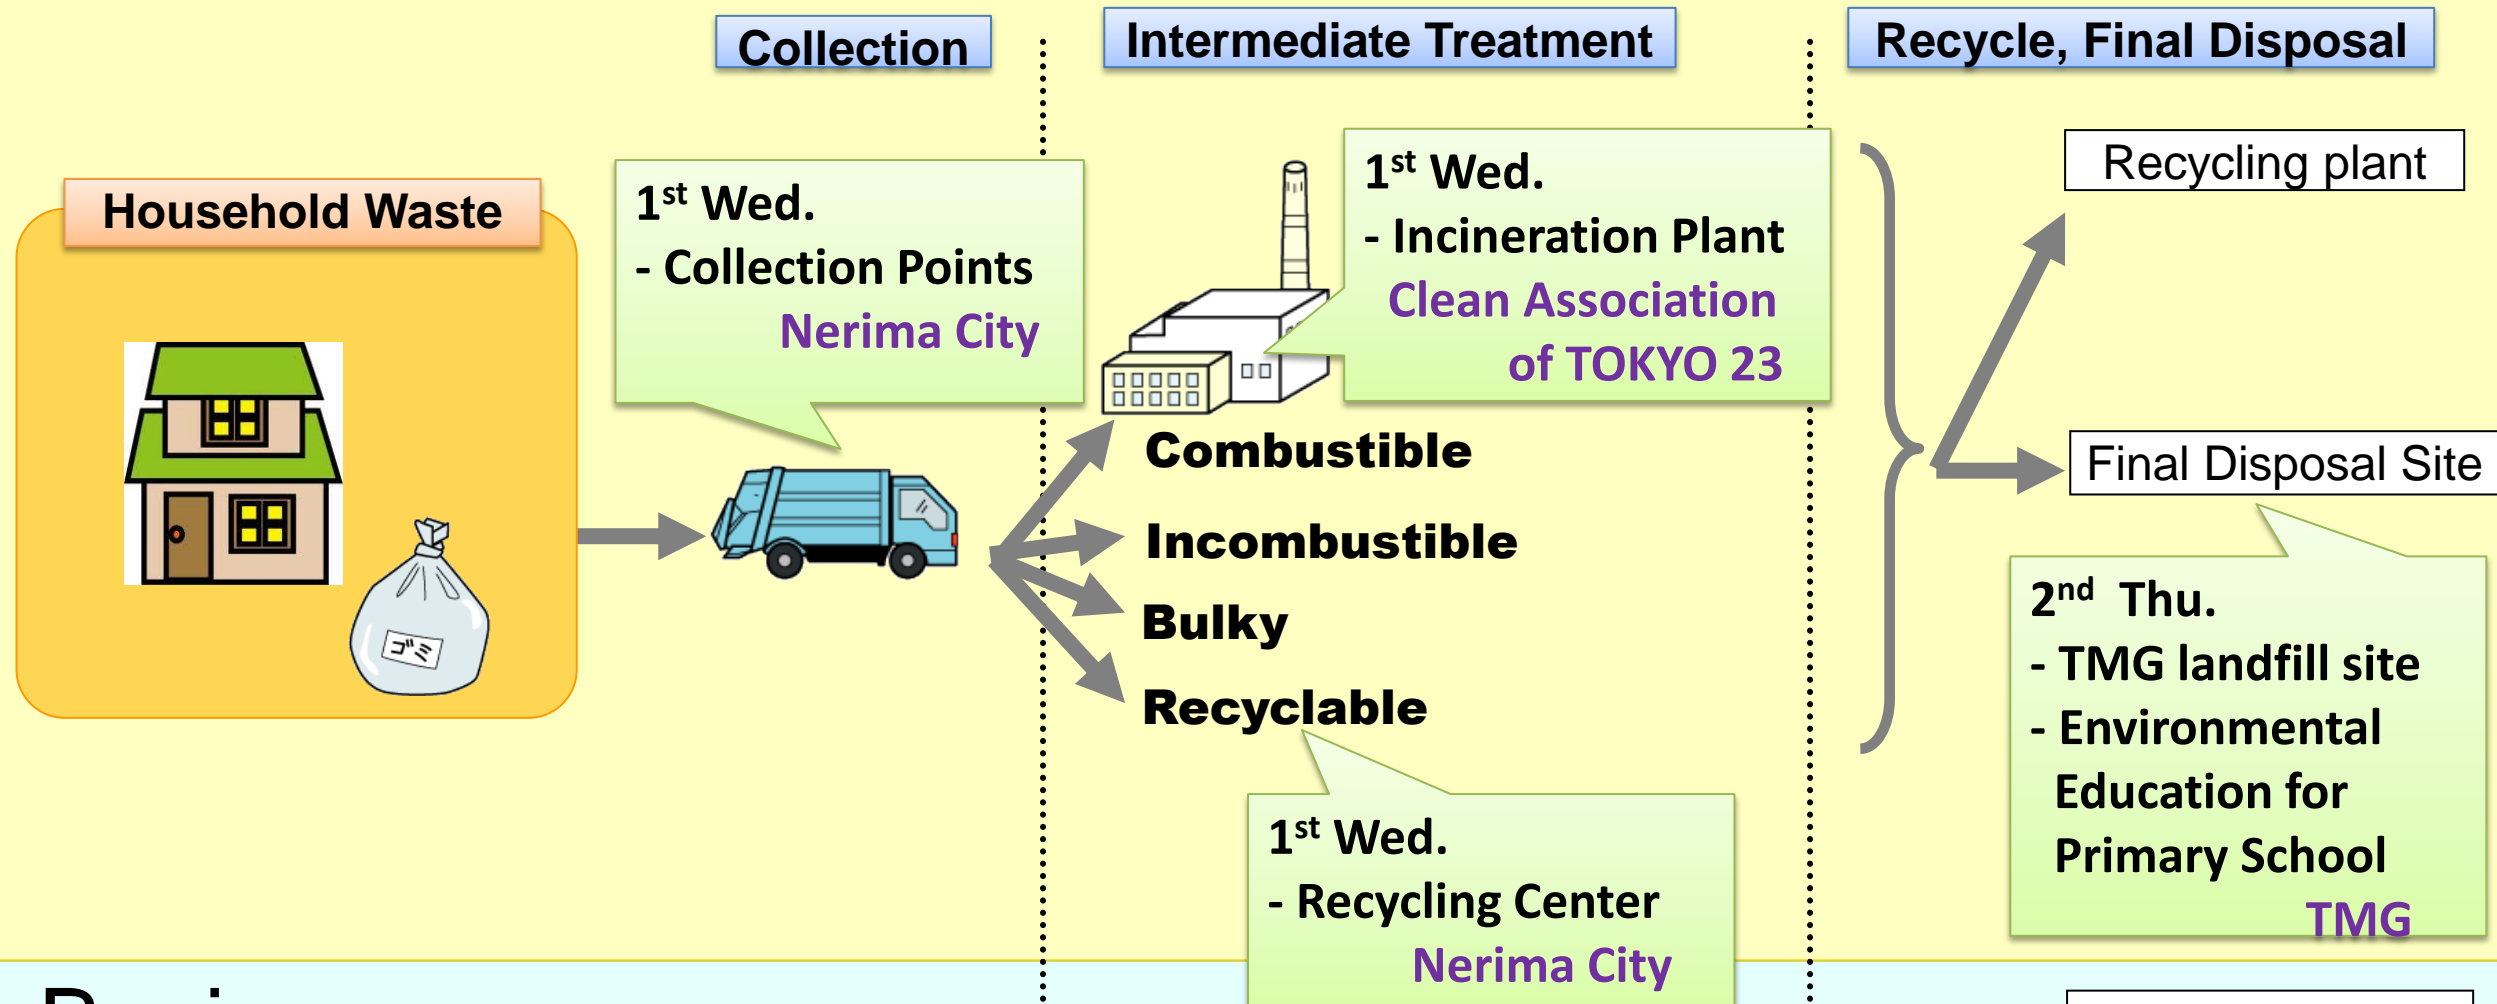 Collection
Intermediate Treatment
Recycle, Final Disposal
Household Waste
1st Wed.
- Collection Points
Nerima City
1st Wed.
- Incineration Plant
Clean Association
of TOKYO 23
Recycling plant
Combustible
Incombustible
Bulky
Recyclable
Final Disposal Site
ゴミ
2nd Thu.
- TMG landfill site
- Environmental
Education for
Primary School
TMG
1st Wed.
- Recycling Center
Nerima City